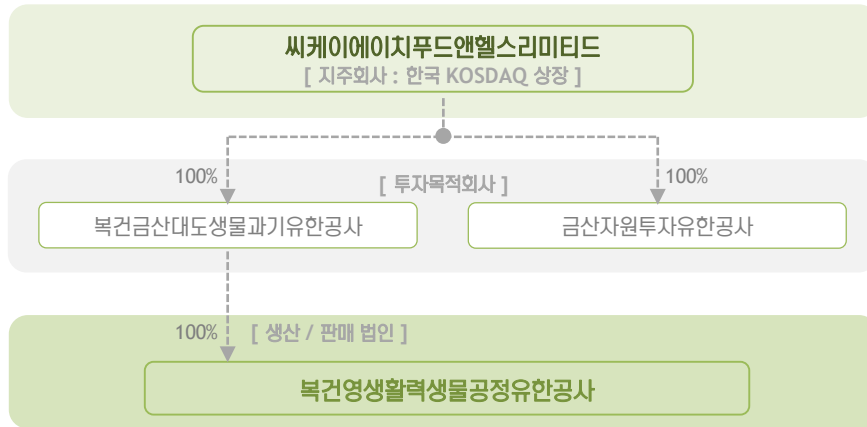 씨케이에이치푸드앤헬스리미티드
[ 지주회사 : 한국 KOSDAQ 상장 ]
100%
[ 투자목적회사 ]
100%
복건금산대도생물과기유한공사
금산자원투자유한공사
100%
[ 생산 / 판매 법인 ]
복건영생활력생물공정유한공사